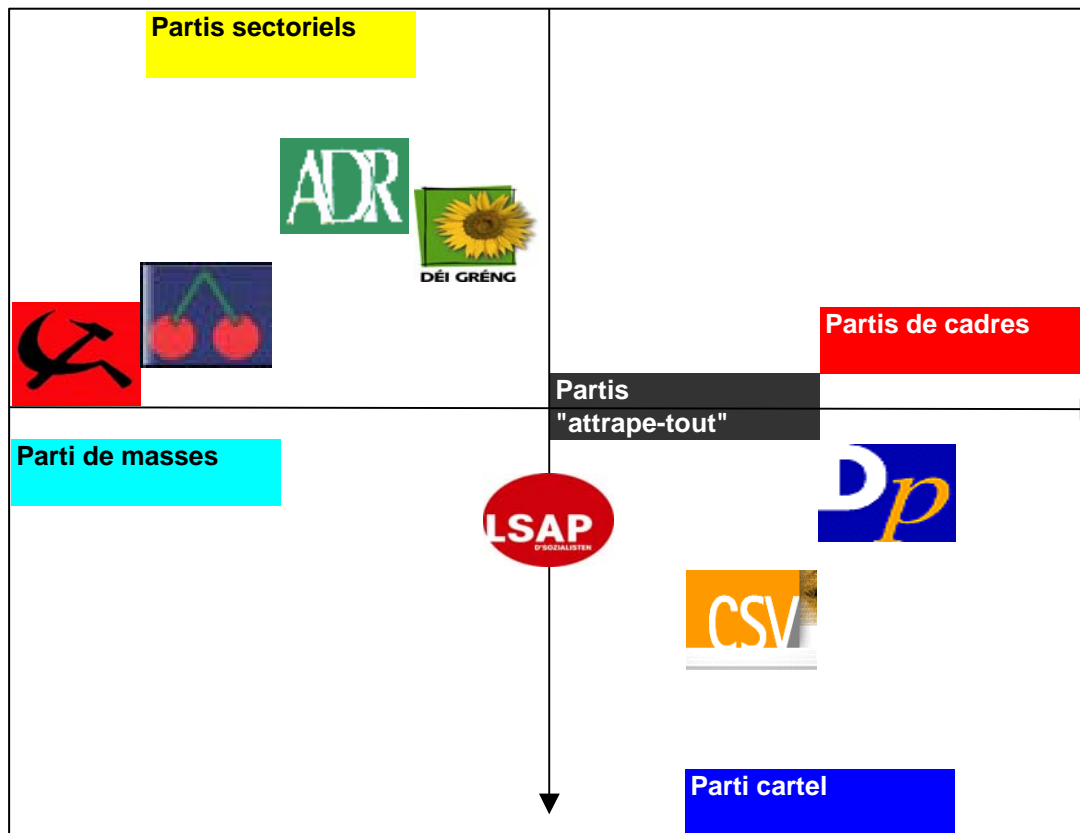 Partis sectoriels
ADR
DÉI GRÉNG
Partis de cadres
Partis
"attrape-tout"
Parti de masses
Dp
LSAP
D'SOZIALISTEN
CSV
Parti cartel